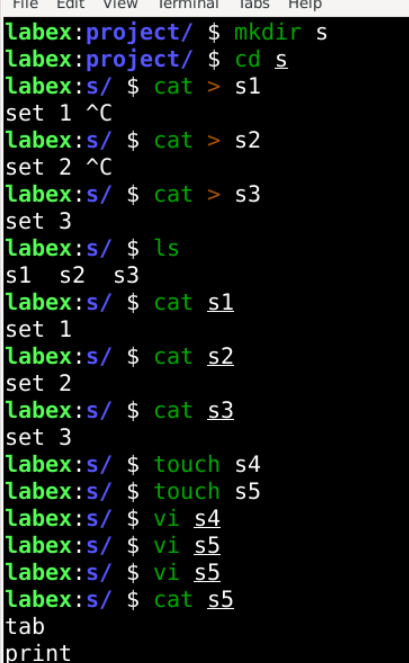 File Edit View Terminal Tabs Help
labex:project/ $ mkdir s
labex:project/ $ cd s
labex:s/ $ cat > s1
set 1 ^C
labex:s/ $ cat > s2
set 2 ^C
labex:s/ $ cat > s3
set 3
labex:s/ $ ls
s1  s2  s3
labex:s/ $ cat s1
set 1
labex:s/ $ cat s2
set 2
labex:s/ $ cat s3
set 3
labex:s/ $ touch s4
labex:s/ $ touch s5
labex:s/ $ vi s4
labex:s/ $ vi s5
labex:s/ $ vi s5
labex:s/ $ cat s5
tab
print